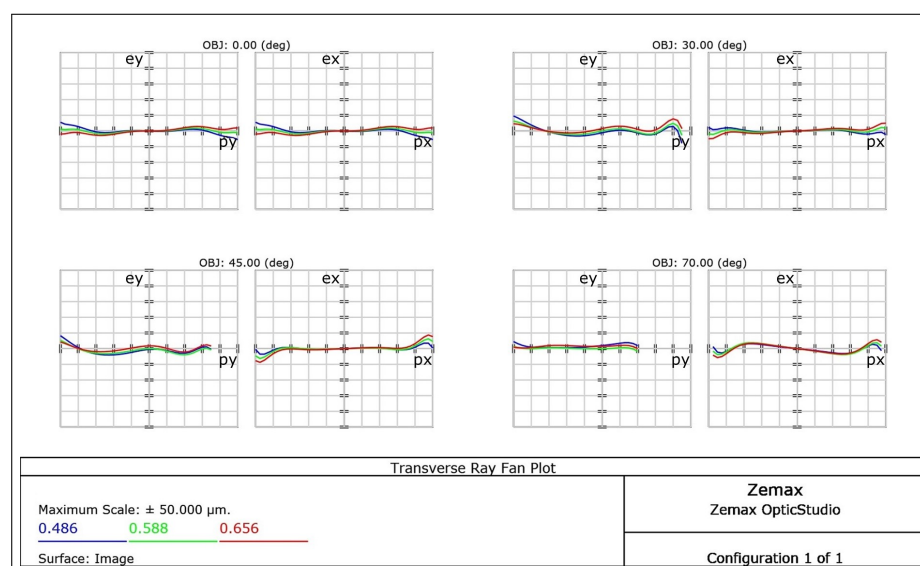 OBJ: 0.00 (deg)
ey
ex
py
px
OBJ: 30.00 (deg)
ey
ex
py
px
OBJ: 45.00 (deg)
ey
ex
py
px
OBJ: 70.00 (deg)
ey
ex
py
px
Transverse Ray Fan Plot
Maximum Scale: ± 50.000 µm.
0.486 0.588 0.656
Surface: Image
Zemax
Zemax OpticStudio
Configuration 1 of 1